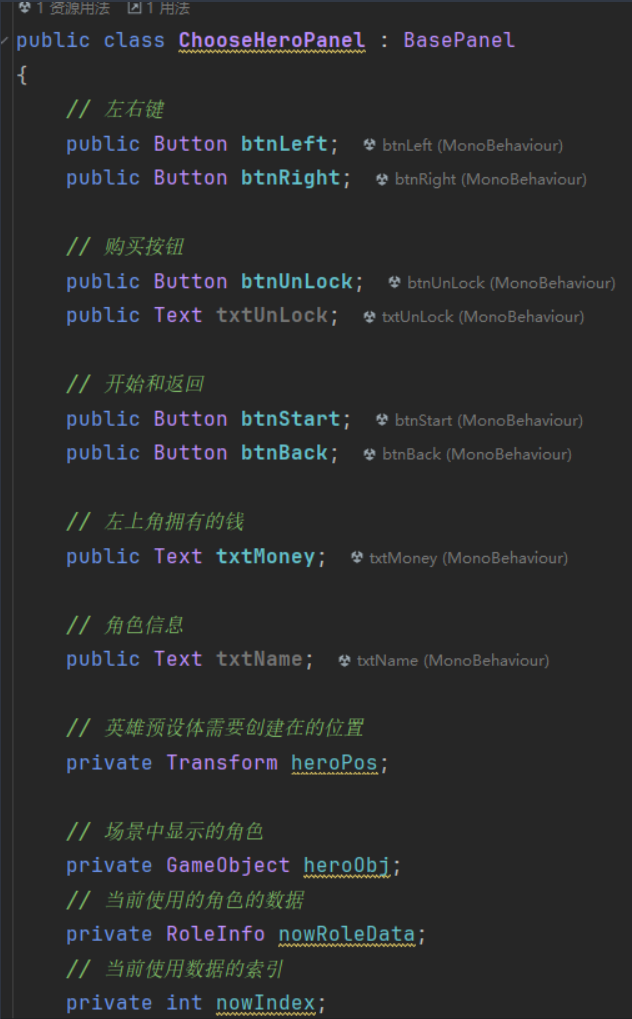 1 资源用法 1 用法
public class ChooseHeroPanel : BasePanel
{
// 左右键
public Button btnLeft; btnLeft (MonoBehaviour)
public Button btnRight; btnRight (MonoBehaviour)
// 购买按钮
public Button btnUnLock; btnUnLock (MonoBehaviour)
public Text txtUnLock; txtUnLock (MonoBehaviour)
// 开始和返回
public Button btnStart; btnStart (MonoBehaviour)
public Button btnBack; btnBack (MonoBehaviour)
// 左上角拥有的钱
public Text txtMoney; txtMoney (MonoBehaviour)
// 角色信息
public Text txtName; txtName (MonoBehaviour)
// 英雄预设体需要创建在的位置
private Transform heroPos;
// 场景中显示的角色
private GameObject heroObj;
// 当前使用的角色的数据
private RoleInfo nowRoleData;
// 当前使用数据的索引
private int nowIndex;